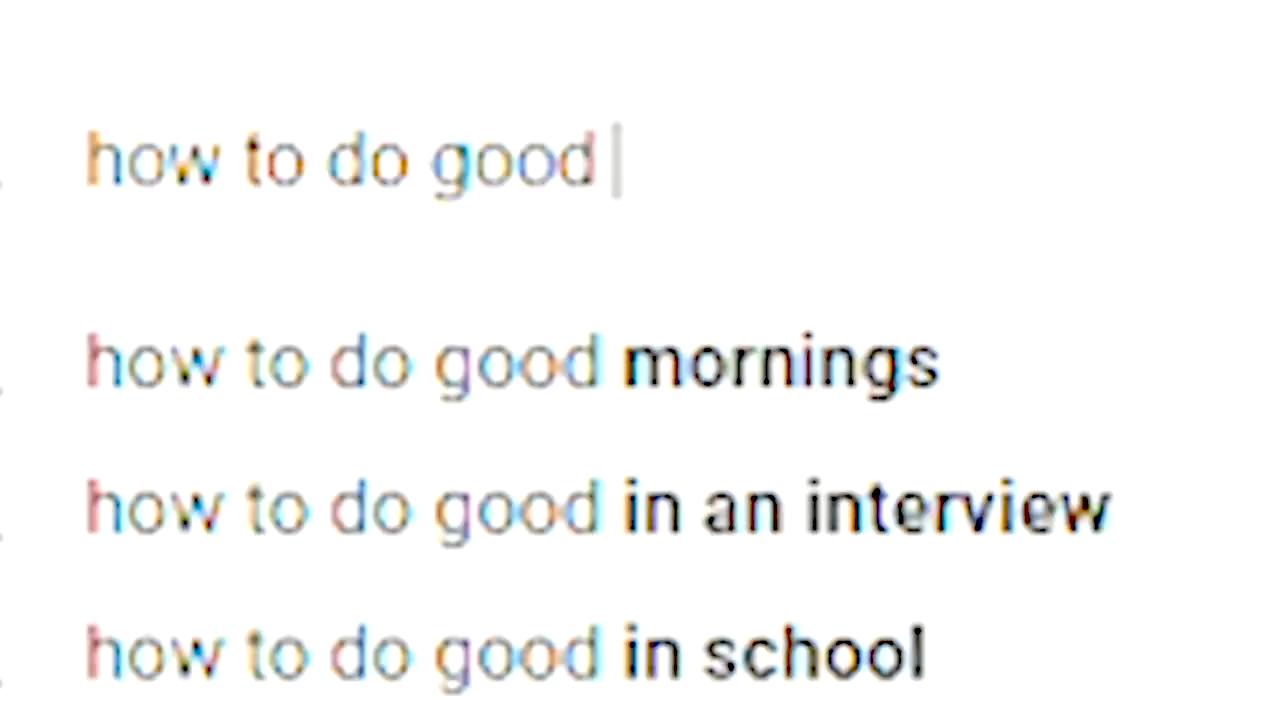 how to do good
how to do good mornings
how to do good in an interview
how to do good in school